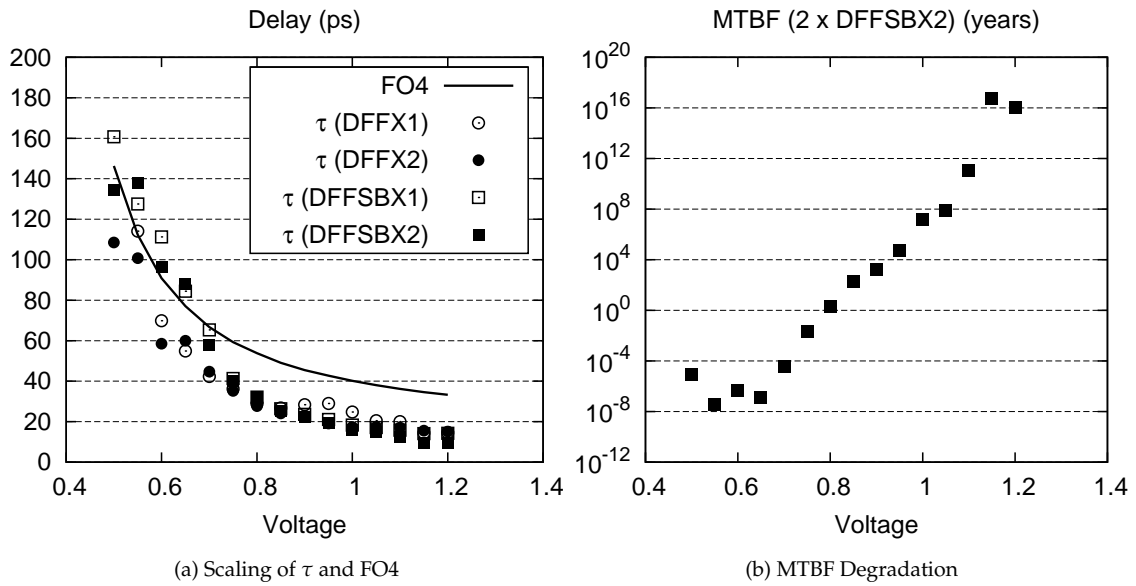 Delay (ps)
200
180
160
140
120
100
80
60
40
20
0
0.4 0.6 0.8 1 1.2 1.4
Voltage
FO4
τ (DFFX1)
τ (DFFX2)
τ (DFFSBX1)
τ (DFFSBX2)
(a) Scaling of τ and FO4
MTBF (2 x DFFSBX2) (years)
10^20
10^16
10^12
10^8
10^4
10^0
10^-4
10^-8
10^-12
0.4 0.6 0.8 1 1.2 1.4
Voltage
(b) MTBF Degradation